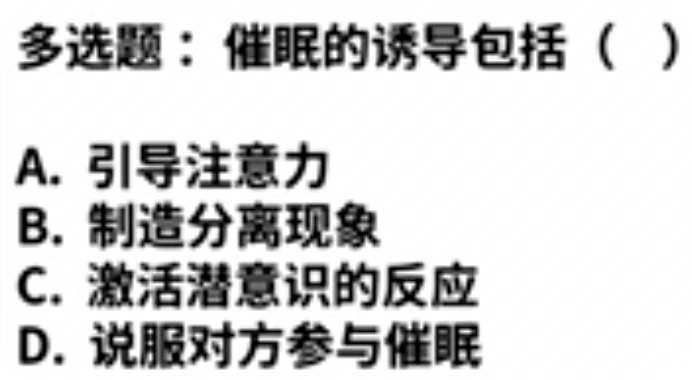 多选题：催眠的诱导包括（ ）
A. 引导注意力
B. 制造分离现象
C. 激活潜意识的反应
D. 说服对方参与催眠